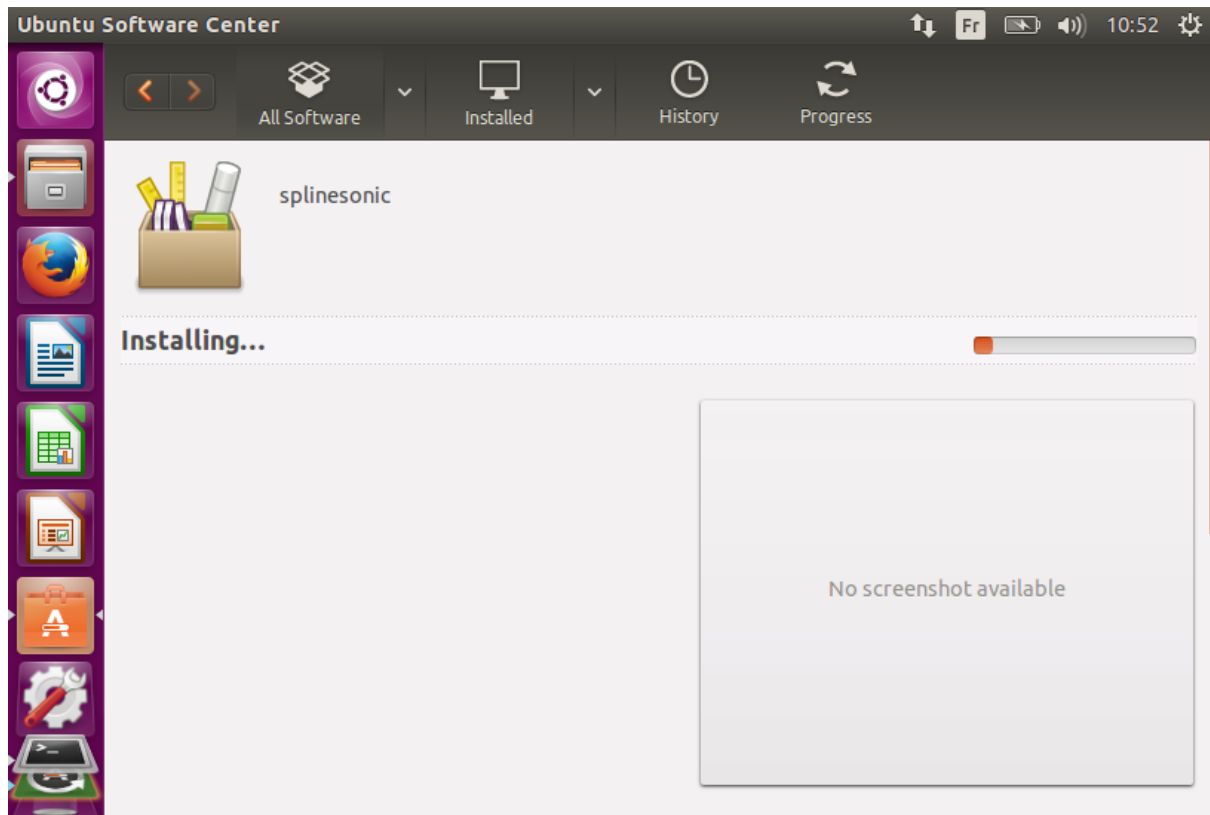 Ubuntu Software Center
Fr
10:52
All Software
Installed
History
Progress
splinesonic
Installing...
No screenshot available